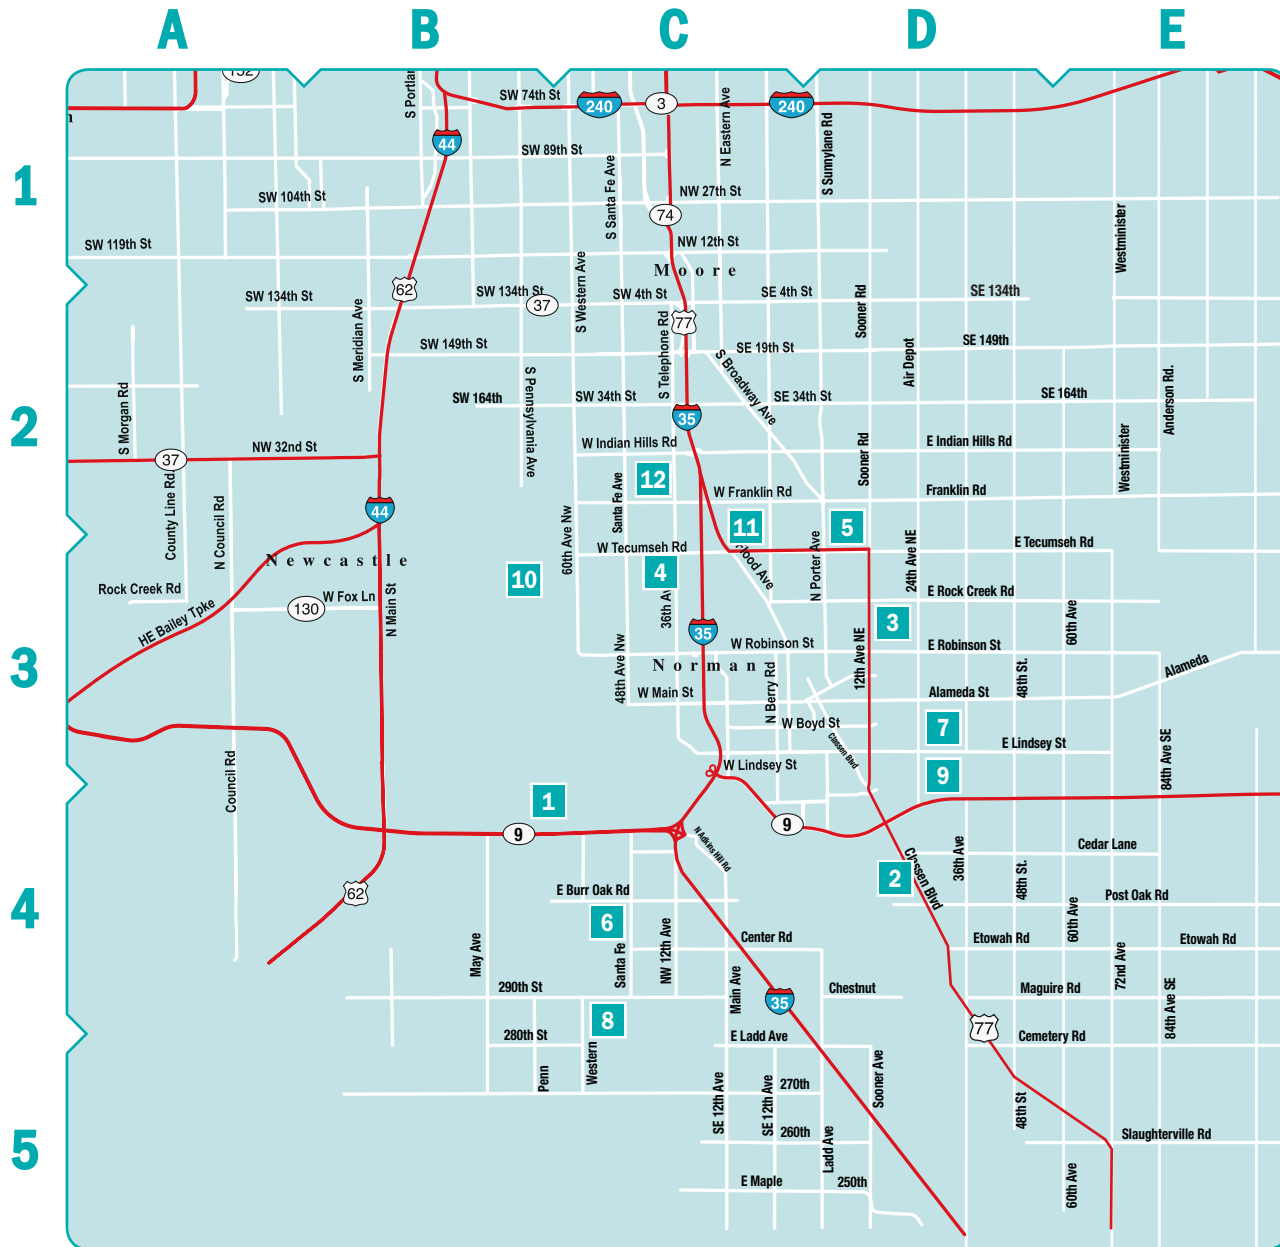 A
B
C
D
E
132
S Portlan
SW 74th St
240
3
240
N Eastern Ave
S Sunnylane Rd
44
SW 89th St
1
S Santa Fe Ave
NW 27th St
SW 104th St
74
Westminister
SW 119th St
NW 12th St
Moore
62
S Western Ave
SW 134th St
SW 134th St
37
SW 4th St
SE 4th St
SE 134th
Sooner Rd
S Meridian Ave
S Telephone Rd
77
SW 149th St
SE 19th St
SE 149th
Air Depot
S Broadway Ave
S Morgan Rd
S Pennsylvania Ave
SW 164th
SW 34th St
SE 34th St
SE 164th
Anderson Rd.
35
2
NW 32nd St
37
W Indian Hills Rd
E Indian Hills Rd
Sooner Rd
Westminister
County Line Rd
N Council Rd
44
12
Santa Fe Ave
W Franklin Rd
Franklin Rd
60th Ave Nw
11
5
Newcastle
W Tecumseh Rd
E Tecumseh Rd
lood Ave
N Porter Ave
24th Ave NE
10
4
Rock Creek Rd
HE Bailey Tpke
130
W Fox Ln
N Main St
36th Av
E Rock Creek Rd
3
60th Ave
35
W Robinson St
E Robinson St
3
Norman
48th Ave Nw
12th Ave NE
W Main St
N Berry Rd
Alameda St
48th St.
Alameda
W Boyd St
7
Classen Blvd
E Lindsey St
W Lindsey St
9
84th Ave SE
Council Rd
1
9
9
N Adkins Hill Rd
Cedar Lane
36th Ave
2
Classen Blvd
48th St.
62
E Burr Oak Rd
Post Oak Rd
4
6
60th Ave
May Ave
Santa Fe
NW 12th Ave
Center Rd
Etowah Rd
Etowah Rd
72nd Ave
Main Ave
290th St
35
Chestnut
Maguire Rd
84th Ave SE
8
77
280th St
E Ladd Ave
Cemetery Rd
Penn
Western
SE 12th Ave
SE 12th Ave
270th
Sooner Ave
48th St
260th
Ladd Ave
Slaughterville Rd
5
E Maple
250th
60th Ave